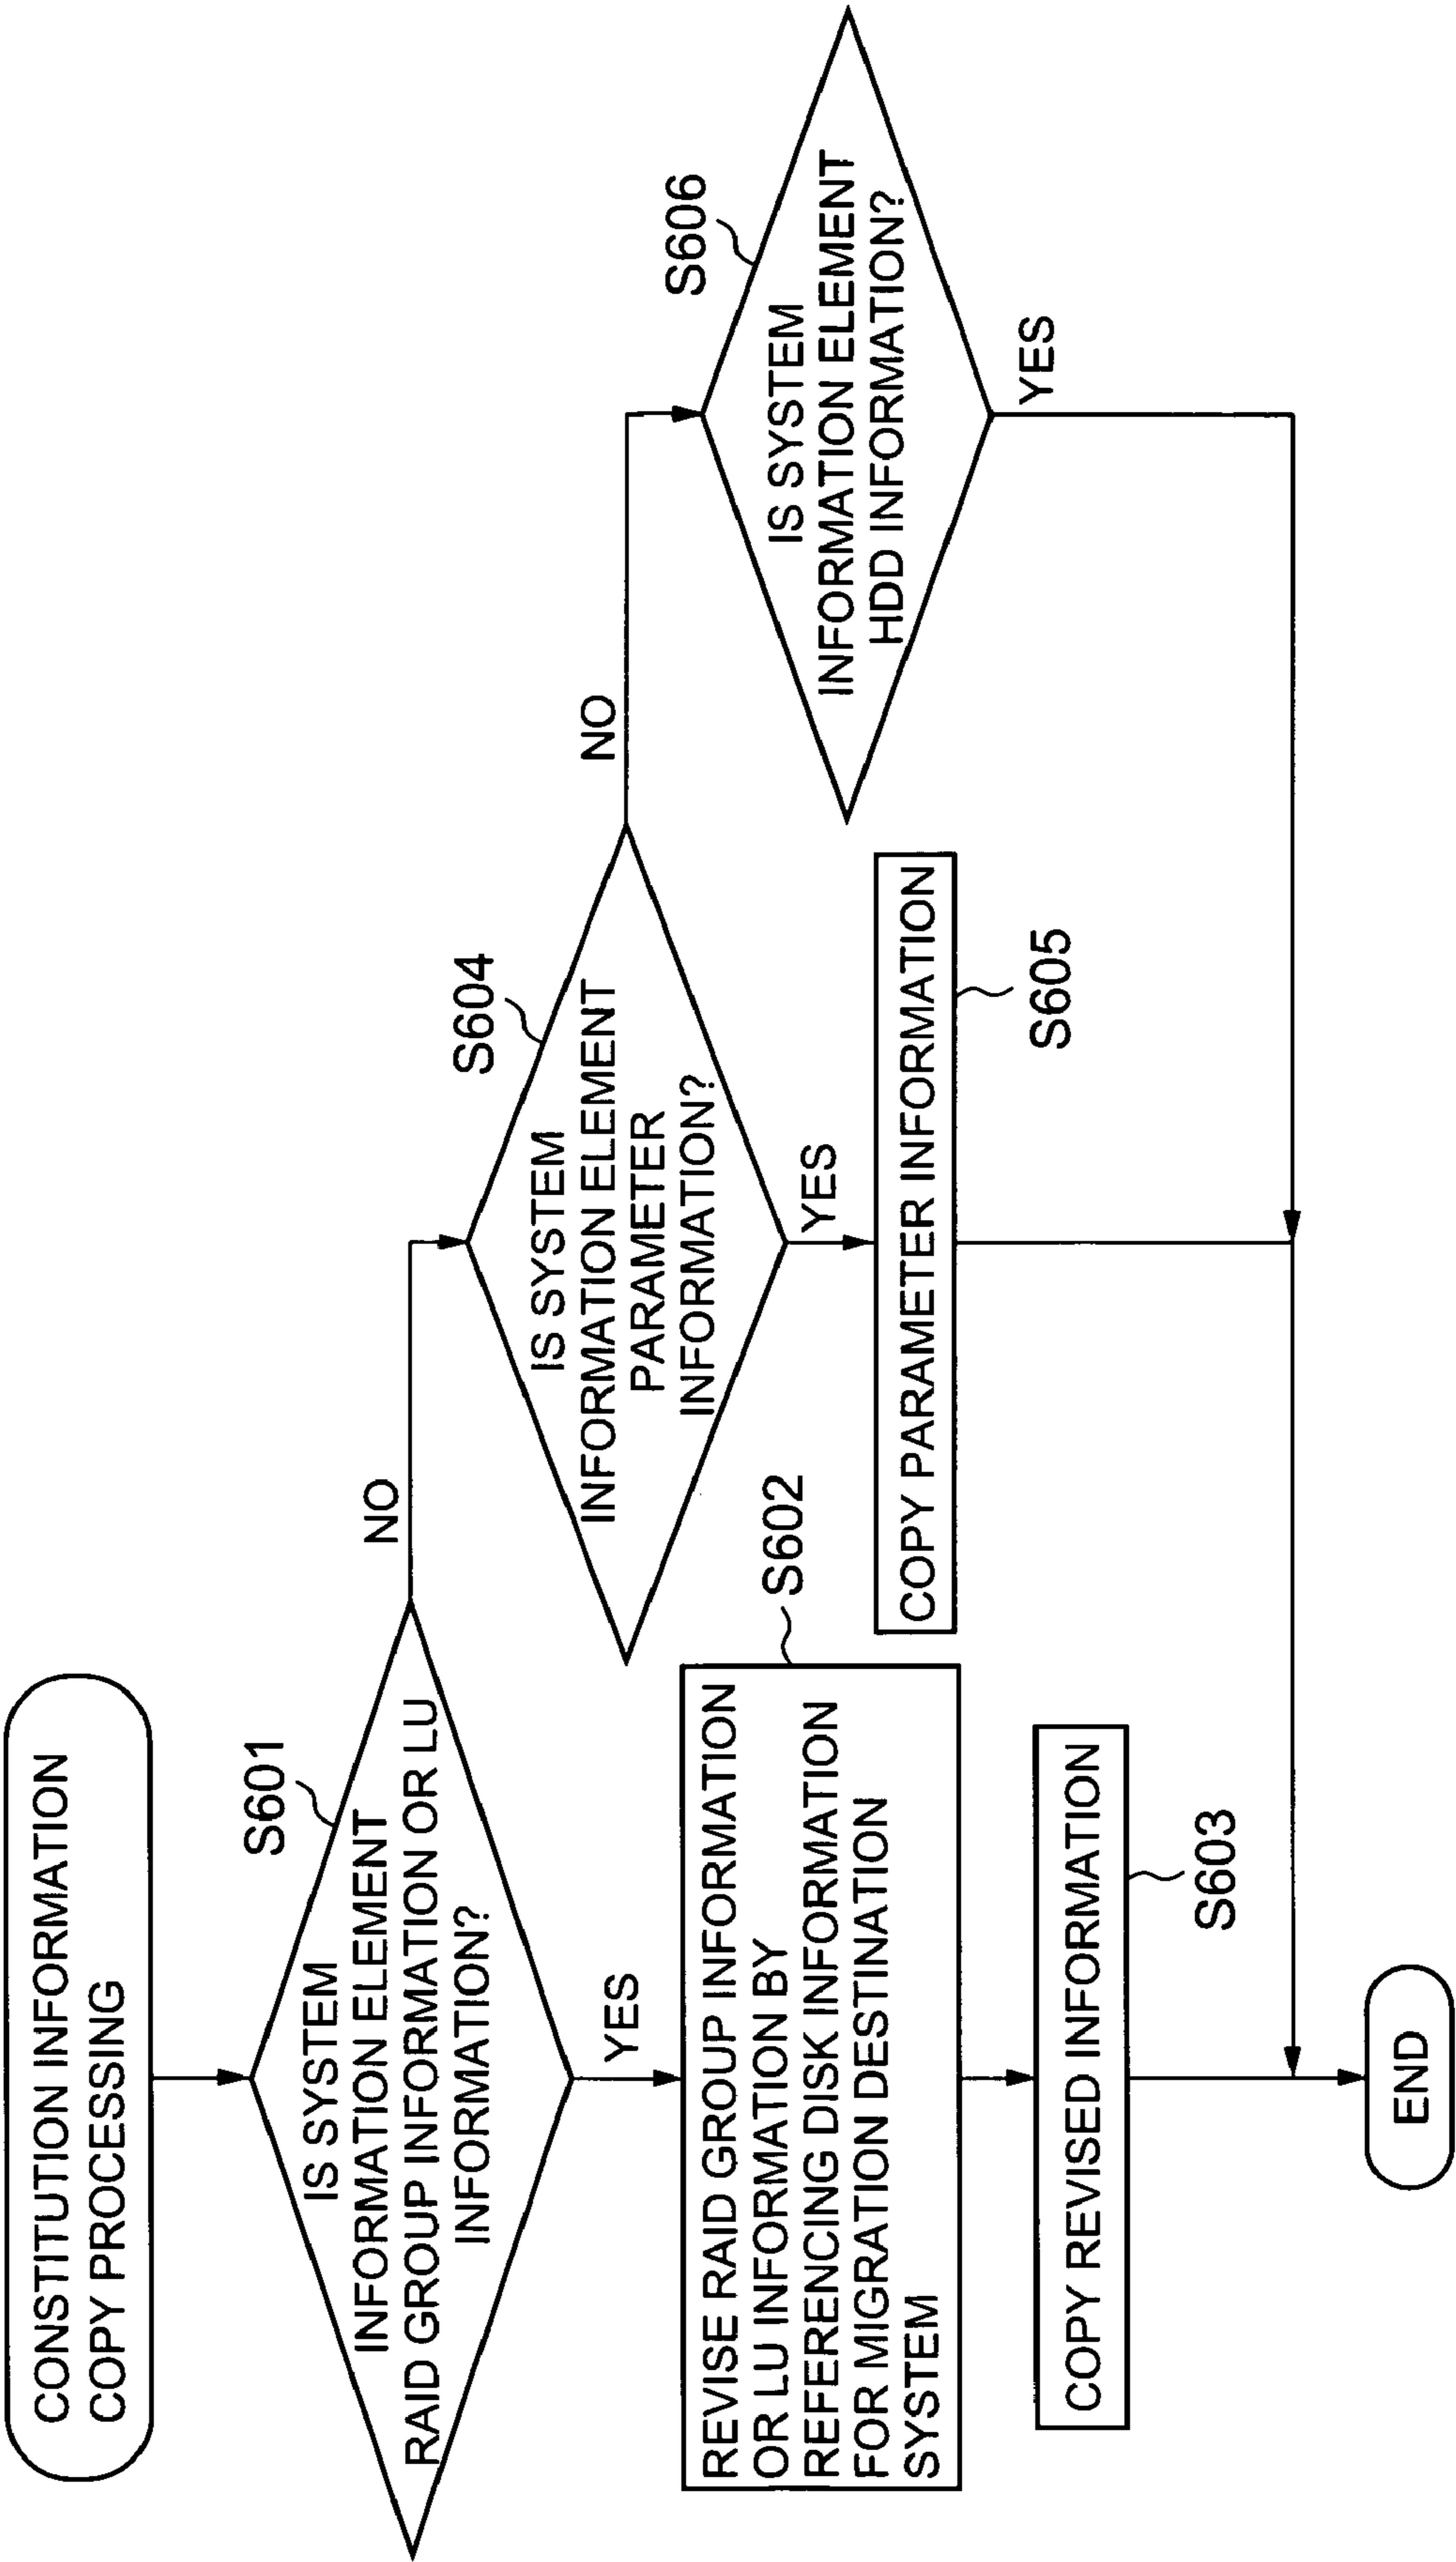 CONSTITUTION INFORMATION
COPY PROCESSING
S601
IS SYSTEM
INFORMATION ELEMENT
RAID GROUP INFORMATION OR LU
INFORMATION?
NO
YES
S602
REVISE RAID GROUP INFORMATION
OR LU INFORMATION BY
REFERENCING DISK INFORMATION
FOR MIGRATION DESTINATION
SYSTEM
COPY REVISED INFORMATION
S603
S604
IS SYSTEM
INFORMATION ELEMENT
PARAMETER
INFORMATION?
NO
YES
COPY PARAMETER INFORMATION
S605
S606
IS SYSTEM
INFORMATION ELEMENT
HDD INFORMATION?
YES
END